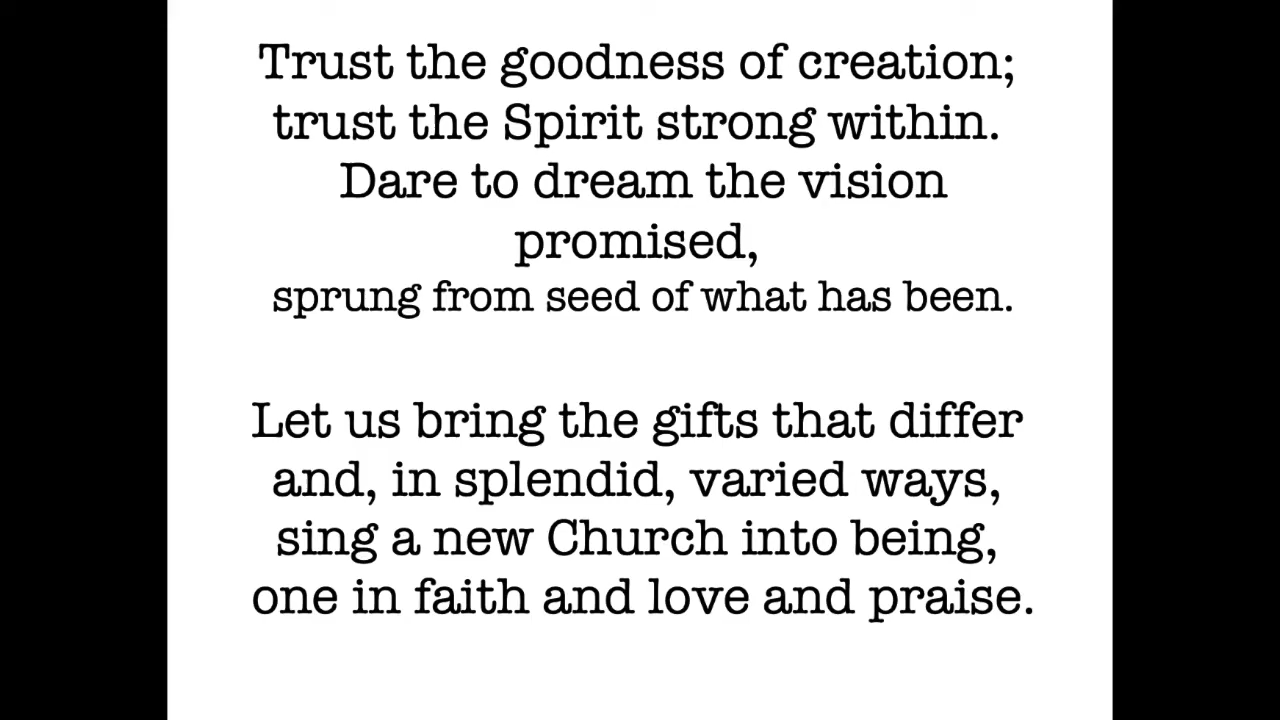 Trust the goodness of creation;
trust the Spirit strong within.
Dare to dream the vision
promised,
sprung from seed of what has been.
Let us bring the gifts that differ
and, in splendid, varied ways,
sing a new Church into being,
one in faith and love and praise.